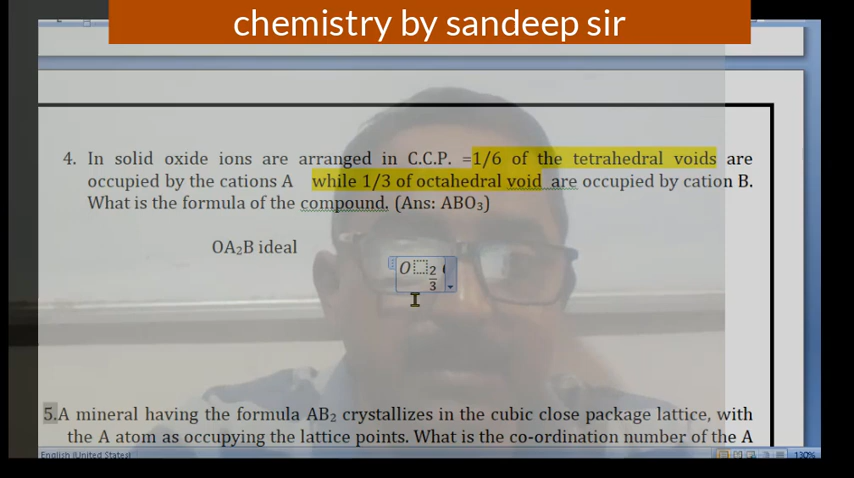 chemistry by sandeep sir
4. In solid oxide ions are arranged in C.C.P. =1/6 of the tetrahedral voids are
occupied by the cations A while 1/3 of octahedral void are occupied by cation B.
What is the formula of the compound. (Ans: ABO₃)
OA₂B ideal
O 2/3
5.A mineral having the formula AB₂ crystallizes in the cubic close package lattice, with
the A atom as occupying the lattice points. What is the co-ordination number of the A
English (United States)
130%